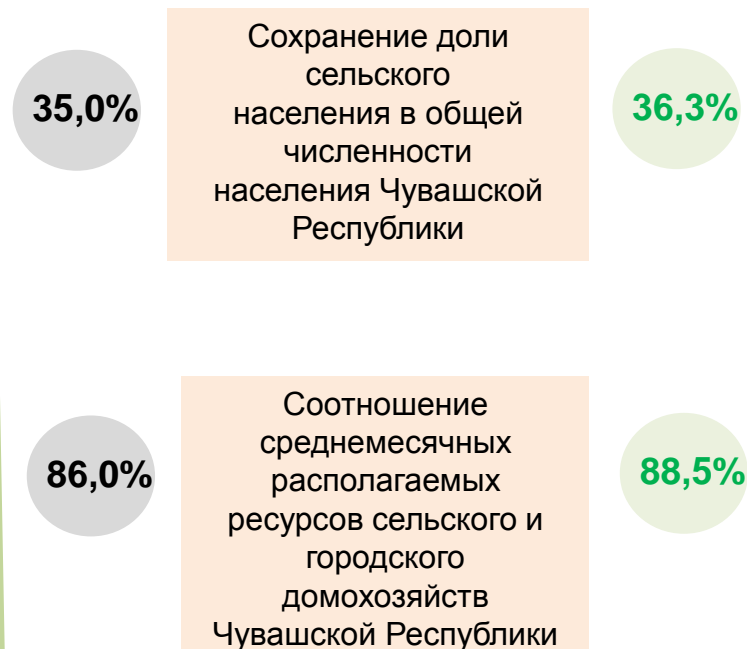 35,0%
Сохранение доли
сельского
населения в общей
численности
населения Чувашской
Республики
36,3%
86,0%
Соотношение
среднемесячных
располагаемых
ресурсов сельского и
городского
домохозяйств
Чувашской Республики
88,5%